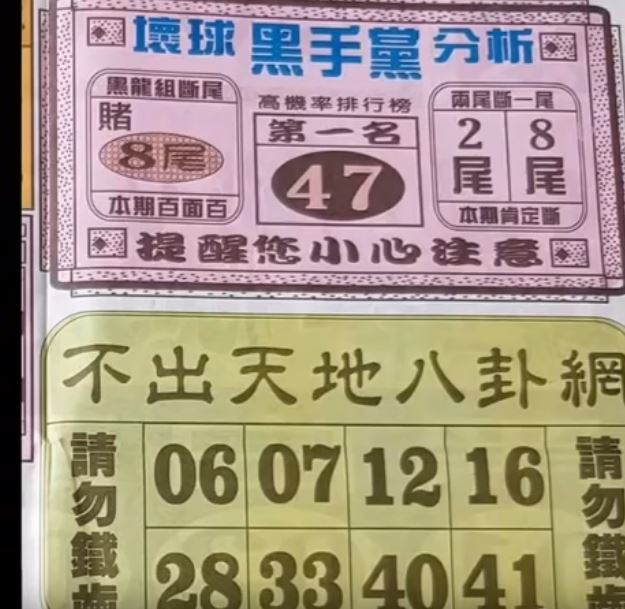 壞球 黑手黨 分析
黑龍組斷尾
賭
8尾
本期百面百
高機率排行榜
第一名
47
兩尾斷一尾
2尾 8尾
本期肯定斷
提醒您小心注意
不出天地八卦網
請勿鐵齒
06 07 12 16
28 33 40 41
請勿鐵齒